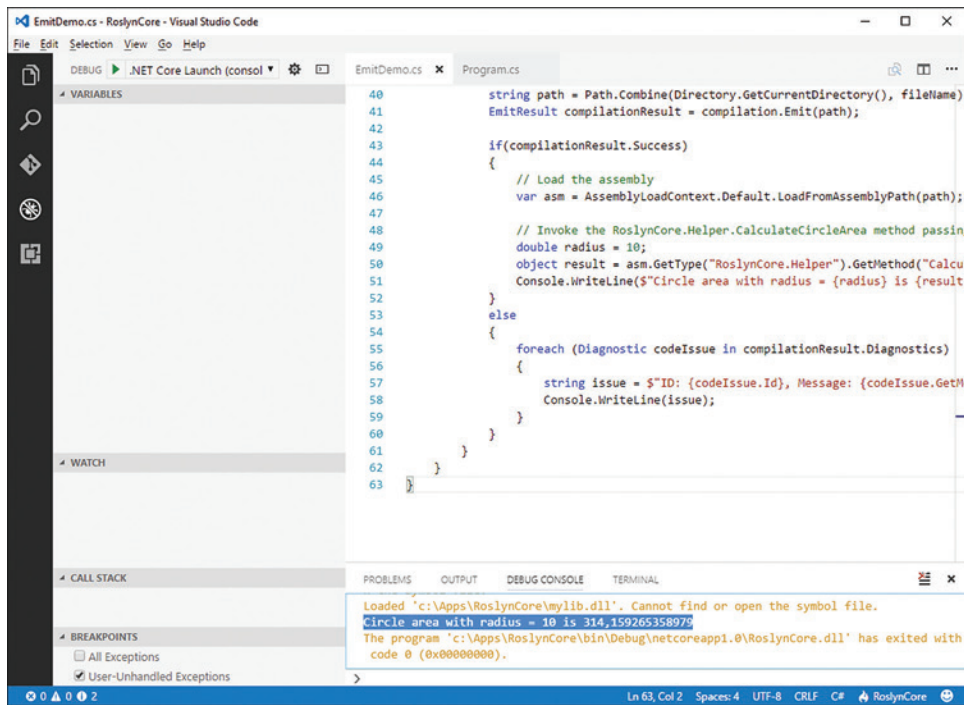 EmitDemo.cs - RoslynCore - Visual Studio Code
File Edit Selection View Go Help
DEBUG .NET Core Launch (consol
EmitDemo.cs Program.cs
VARIABLES
WATCH
CALL STACK
BREAKPOINTS
All Exceptions
User-Unhandled Exceptions
40 string path = Path.Combine(Directory.GetCurrentDirectory(), fileName)
41 EmitResult compilationResult = compilation.Emit(path);
42
43 if(compilationResult.Success)
44 {
45 // Load the assembly
46 var asm = AssemblyLoadContext.Default.LoadFromAssemblyPath(path);
47
48 // Invoke the RoslynCore.Helper.CalculateCircleArea method passin
49 double radius = 10;
50 object result = asm.GetType("RoslynCore.Helper").GetMethod("Calcu
51 Console.WriteLine($"Circle area with radius = {radius} is {result
52 }
53 else
54 {
55 foreach (Diagnostic codeIssue in compilationResult.Diagnostics)
56 {
57 string issue = $"ID: {codeIssue.Id}, Message: {codeIssue.GetM
58 Console.WriteLine(issue);
59 }
60 }
61 }
62 }
63 }
PROBLEMS OUTPUT DEBUG CONSOLE TERMINAL
Loaded 'c:\Apps\RoslynCore\mylib.dll'. Cannot find or open the symbol file.
Circle area with radius = 10 is 314,159265358979
The program 'c:\Apps\RoslynCore\bin\Debug\netcoreapp1.0\RoslynCore.dll' has exited with
code 0 (0x00000000).
>
0 0 2
Ln 63, Col 2 Spaces: 4 UTF-8 CRLF C# RoslynCore